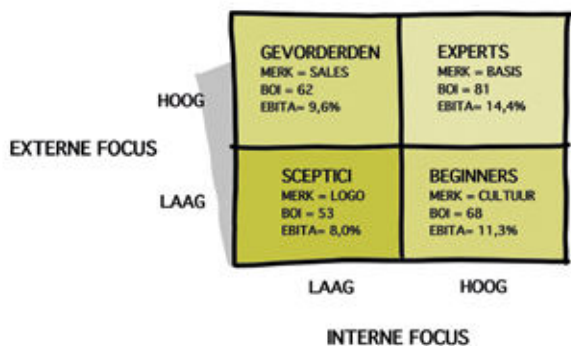 GEVORDERDEN
MERK = SALES
BOI = 62
EBITA= 9,6%
EXPERTS
MERK = BASIS
BOI = 81
EBITA= 14,4%
HOOG
EXTERNE FOCUS
SCEPTICI
MERK = LOGO
BOI = 53
EBITA= 8,0%
BEGINNERS
MERK = CULTUUR
BOI = 68
EBITA= 11,3%
LAAG
LAAG
HOOG
INTERNE FOCUS